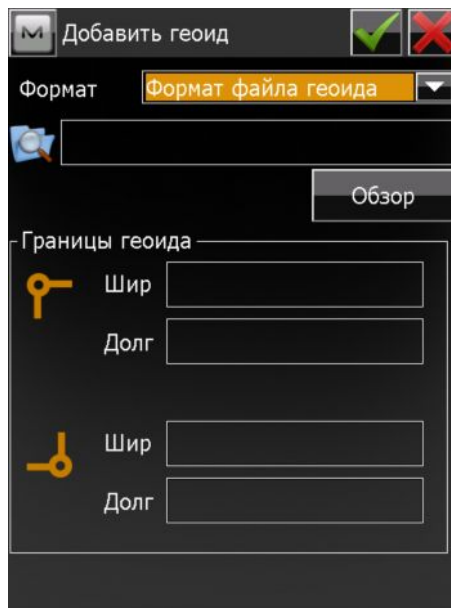 Добавить геоид
Формат Формат файла геоида
Обзор
Границы геоида
Шир
Долг
Шир
Долг